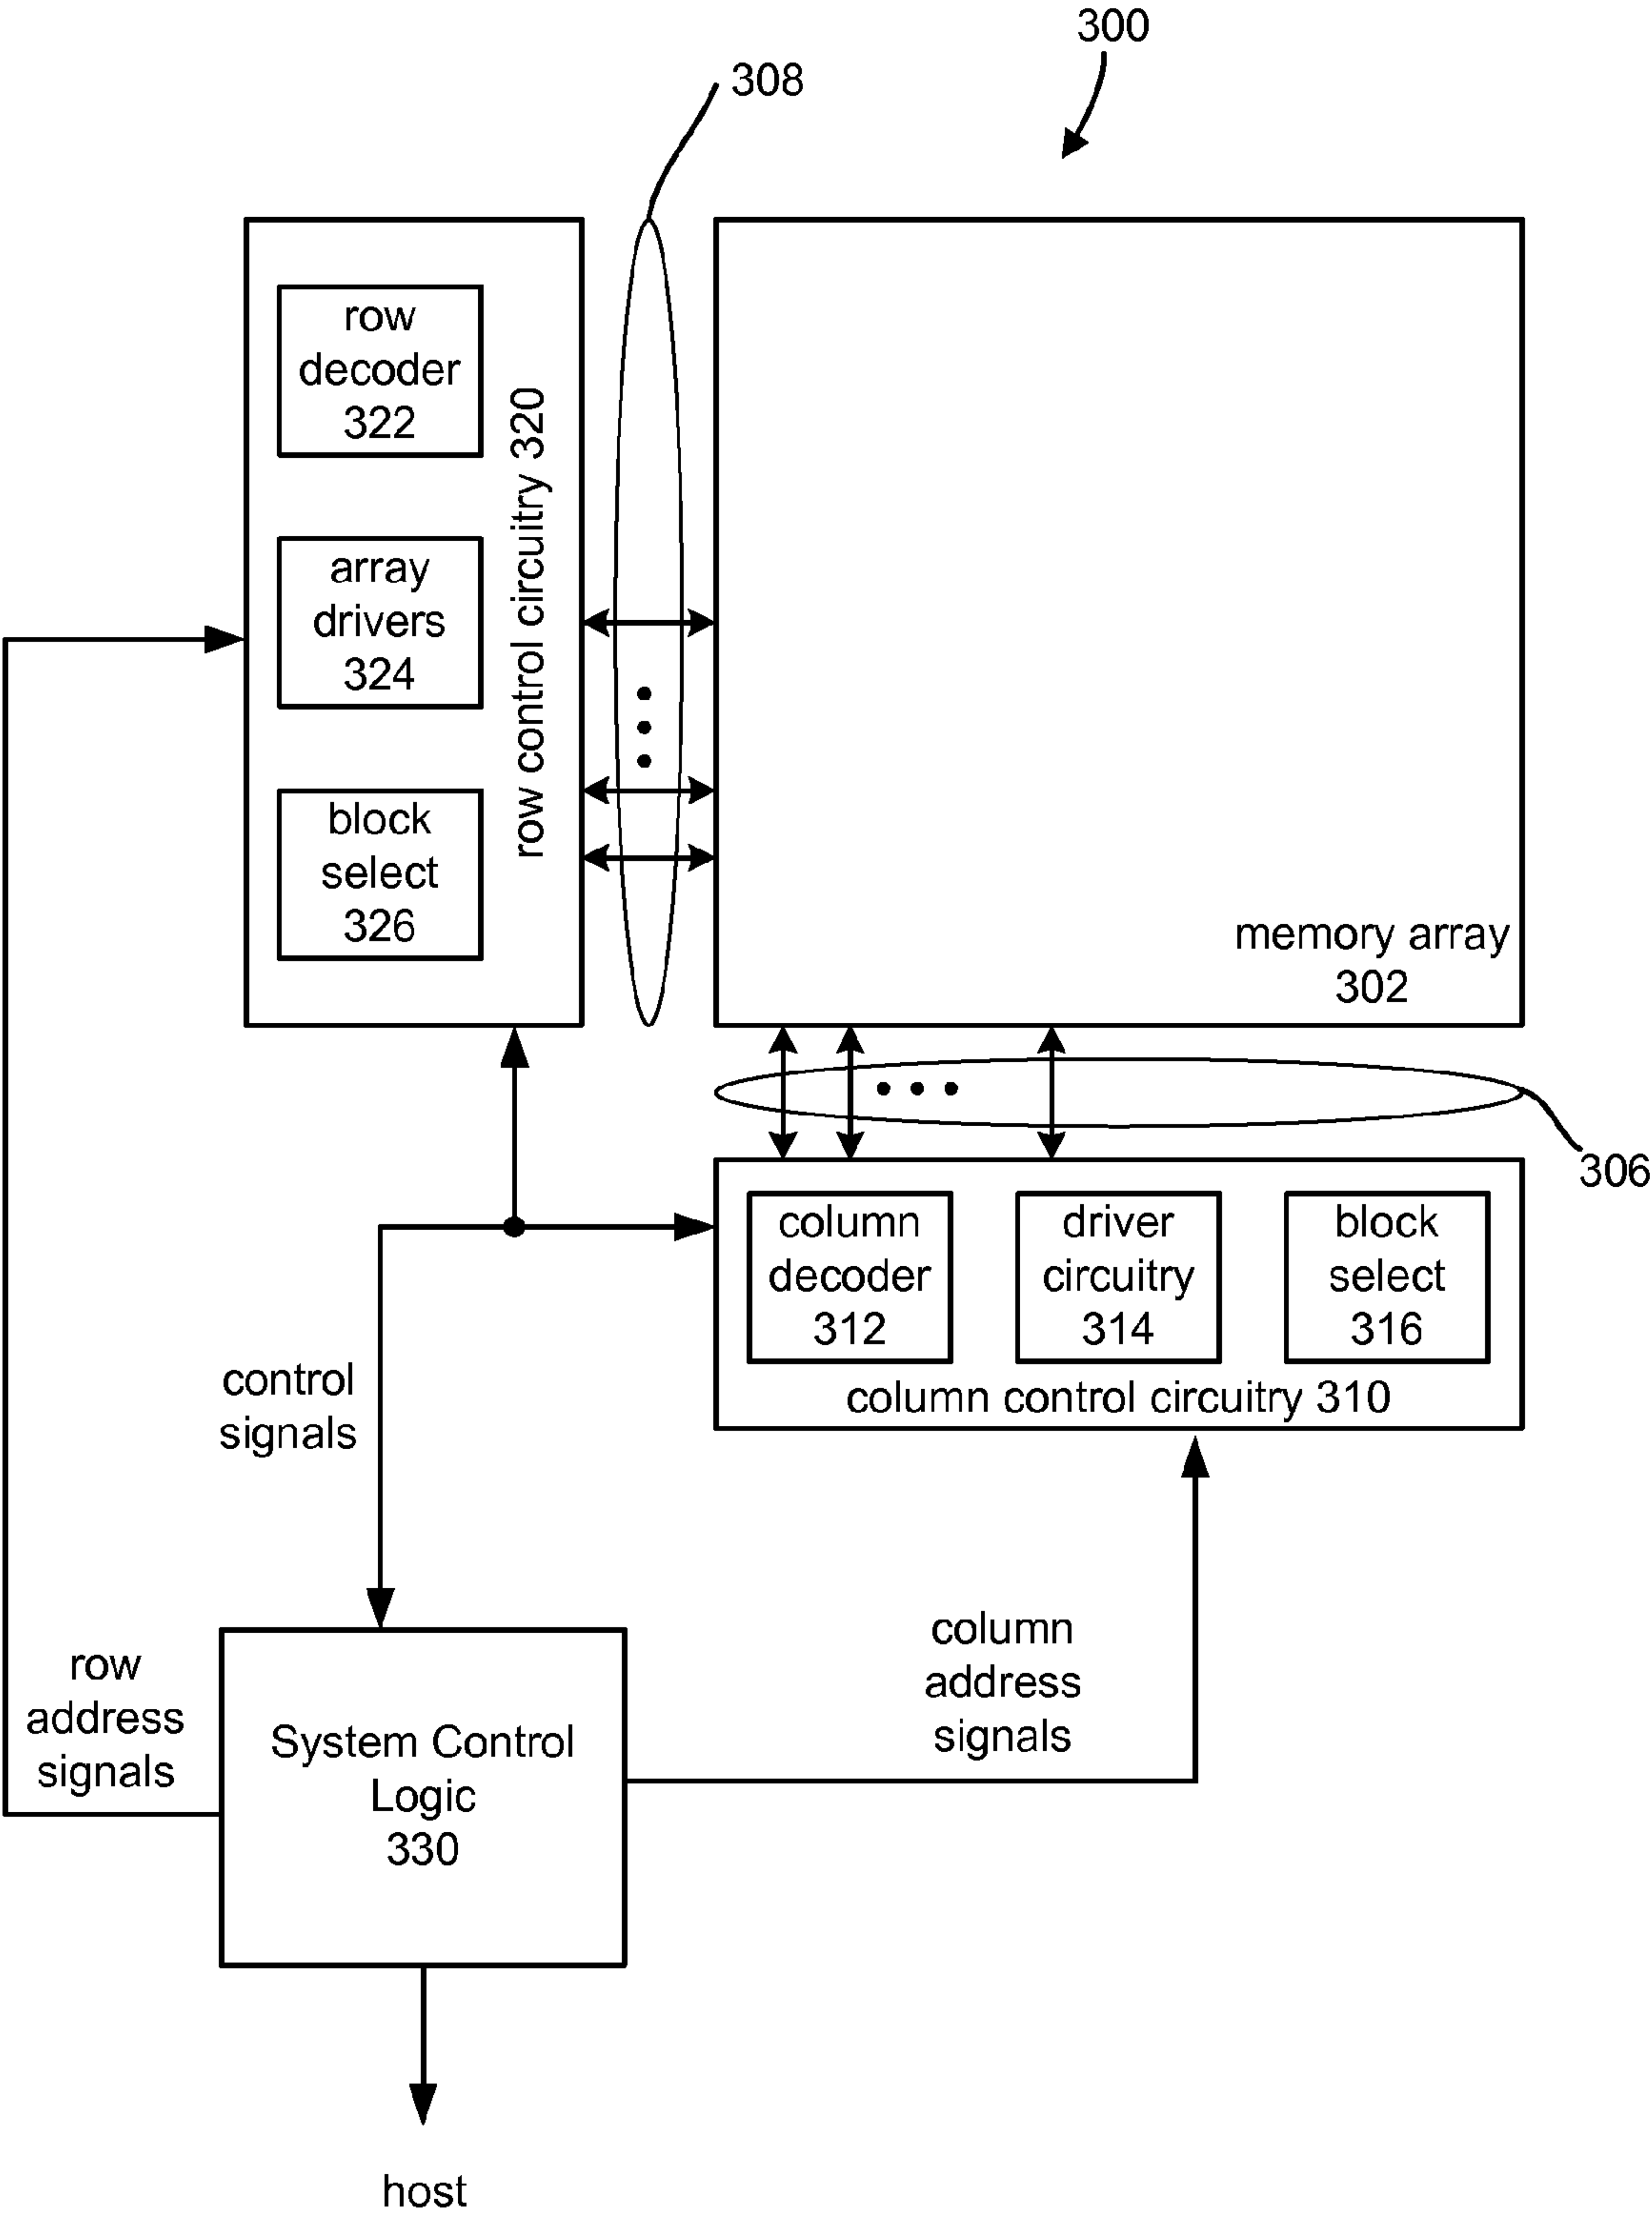 300
308
row
decoder
322
array
drivers
324
block
select
326
row control circuitry 320
memory array
302
306
column
decoder
312
driver
circuitry
314
block
select
316
column control circuitry 310
control
signals
row
address
signals
System Control
Logic
330
column
address
signals
host